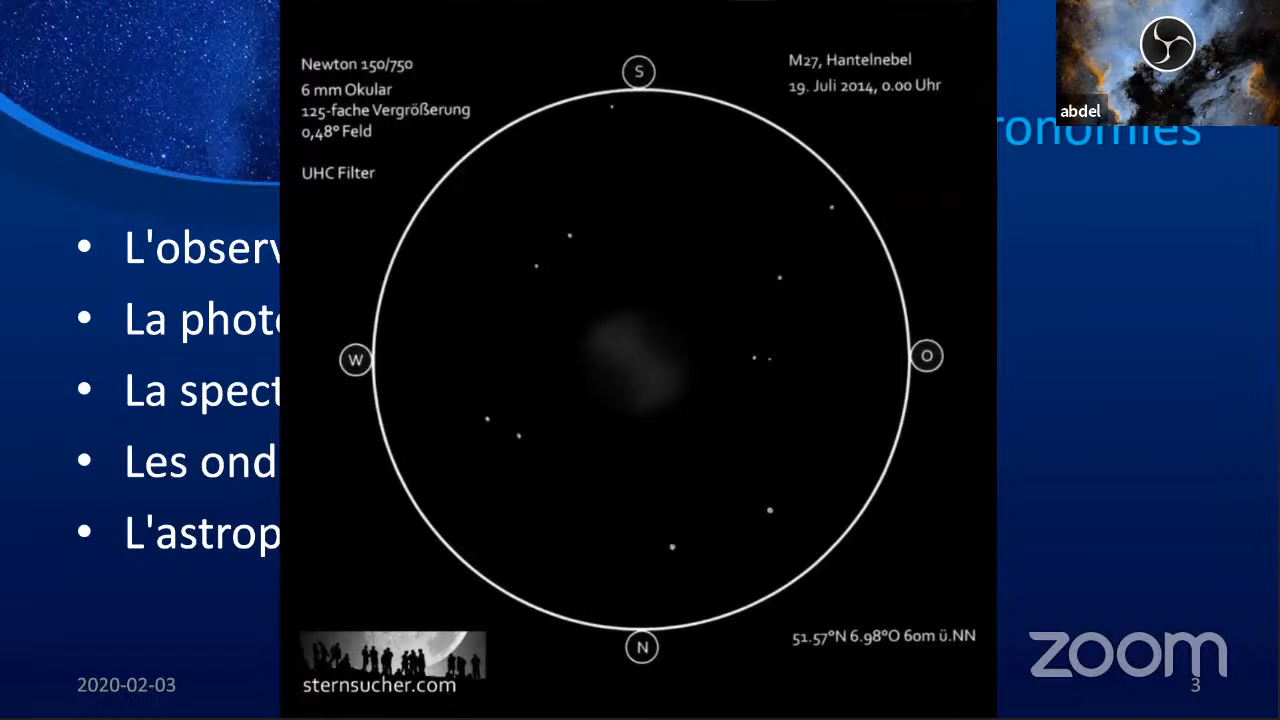 Newton 150/750
6 mm Okular
125-fache Vergrößerung
0,48° Feld
UHC Filter
S
M27, Hantelnebel
19. Juli 2014, 0.00 Uhr
abdel
ronomies
• L'observ
• La photo
• La spect
• Les ond
• L'astrop
W
O
N
51.57°N 6.98°O 60m ü.NN
sternsucher.com
2020-02-03
zoom
3